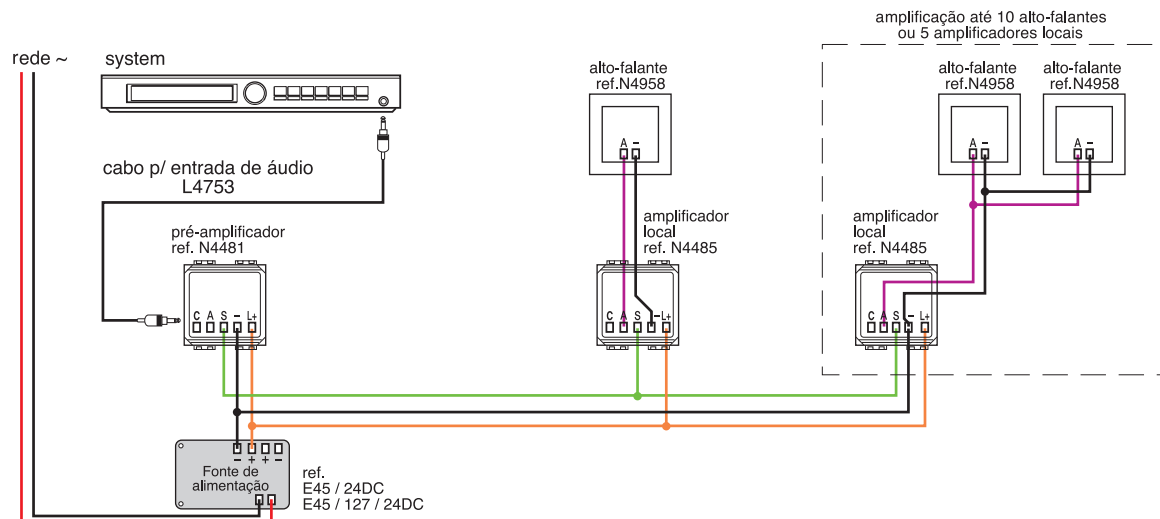 amplificação até 10 alto-falantes
ou 5 amplificadores locais
rede ~
system
alto-falante
ref.N4958
alto-falante
ref.N4958
alto-falante
ref.N4958
A –
A –
A –
cabo p/ entrada de áudio
L4753
pré-amplificador
ref. N4481
amplificador
local
ref. N4485
amplificador
local
ref. N4485
C A S – L+
C A S – L+
C A S – L+
– + + –
Fonte de
alimentação
ref.
E45 / 24DC
E45 / 127 / 24DC